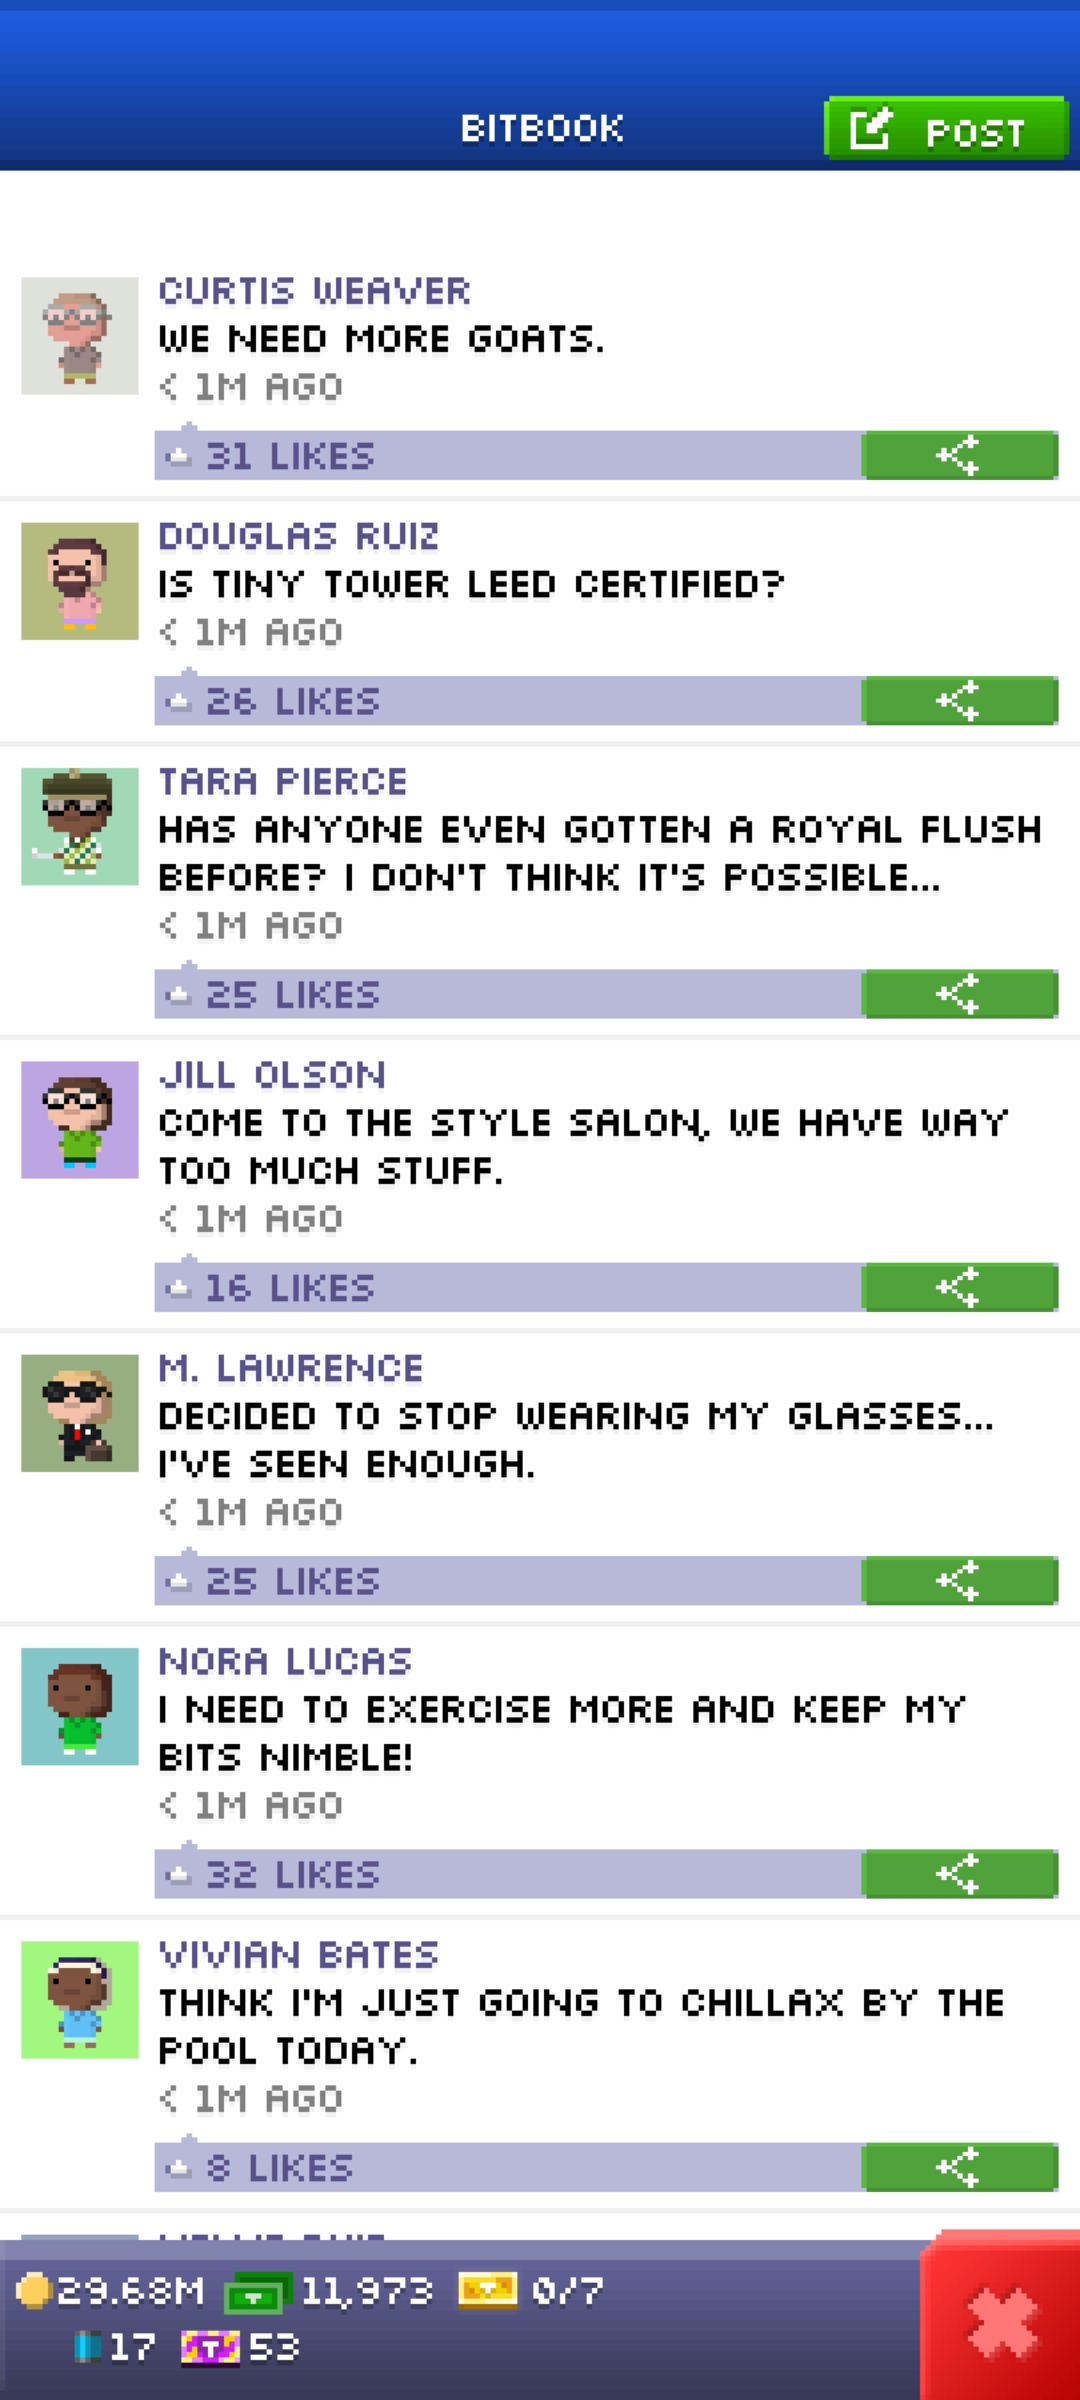 BITBOOK
POST
CURTIS WEAVER
WE NEED MORE GOATS.
< 1M AGO
31 LIKES
DOUGLAS RUIZ
IS TINY TOWER LEED CERTIFIED?
< 1M AGO
26 LIKES
TARA PIERCE
HAS ANYONE EVEN GOTTEN A ROYAL FLUSH
BEFORE? I DON'T THINK IT'S POSSIBLE...
< 1M AGO
25 LIKES
JILL OLSON
COME TO THE STYLE SALON, WE HAVE WAY
TOO MUCH STUFF.
< 1M AGO
16 LIKES
M. LAWRENCE
DECIDED TO STOP WEARING MY GLASSES...
I'VE SEEN ENOUGH.
< 1M AGO
25 LIKES
NORA LUCAS
I NEED TO EXERCISE MORE AND KEEP MY
BITS NIMBLE!
< 1M AGO
32 LIKES
VIVIAN BATES
THINK I'M JUST GOING TO CHILLAX BY THE
POOL TODAY.
< 1M AGO
8 LIKES
29.68M 11,973 0/7
17 T 53